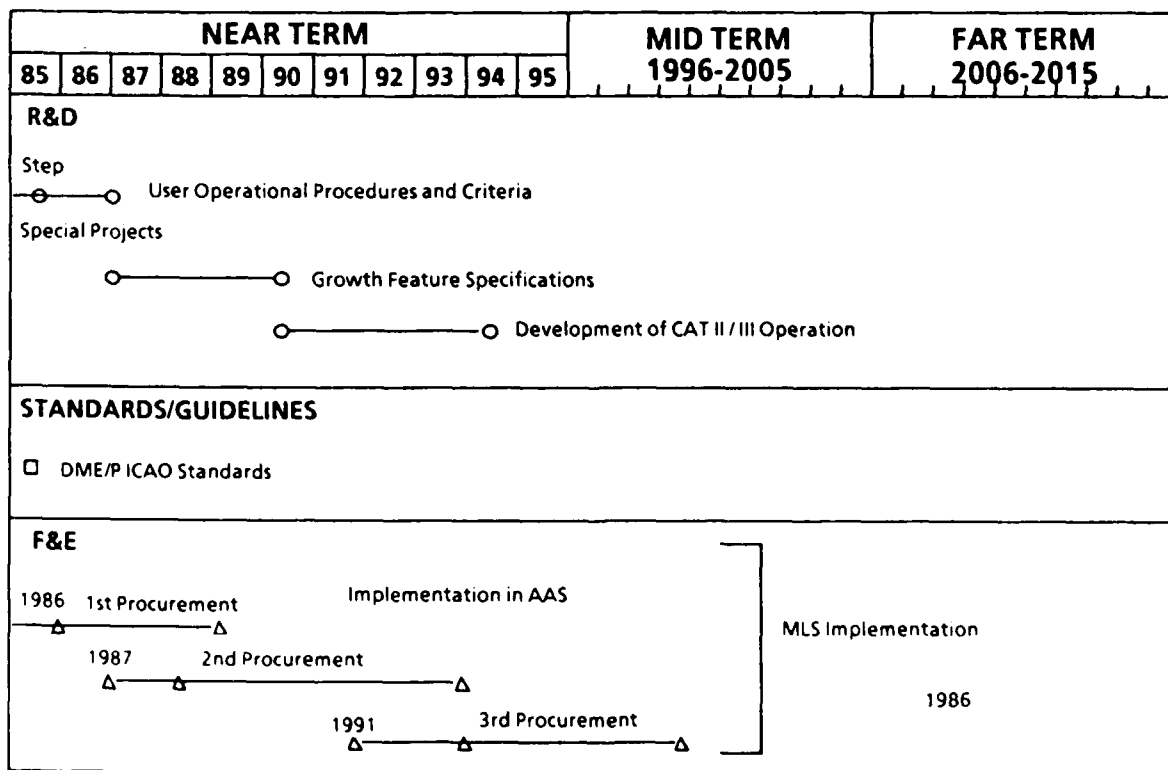 NEAR TERM
MID TERM
1996-2005
FAR TERM
2006-2015
85 86 87 88 89 90 91 92 93 94 95
R&D
Step
User Operational Procedures and Criteria
Special Projects
Growth Feature Specifications
Development of CAT II / III Operation
STANDARDS/GUIDELINES
DME/P ICAO Standards
F&E
1986 1st Procurement
Implementation in AAS
MLS Implementation
1987 2nd Procurement
1986
1991 3rd Procurement